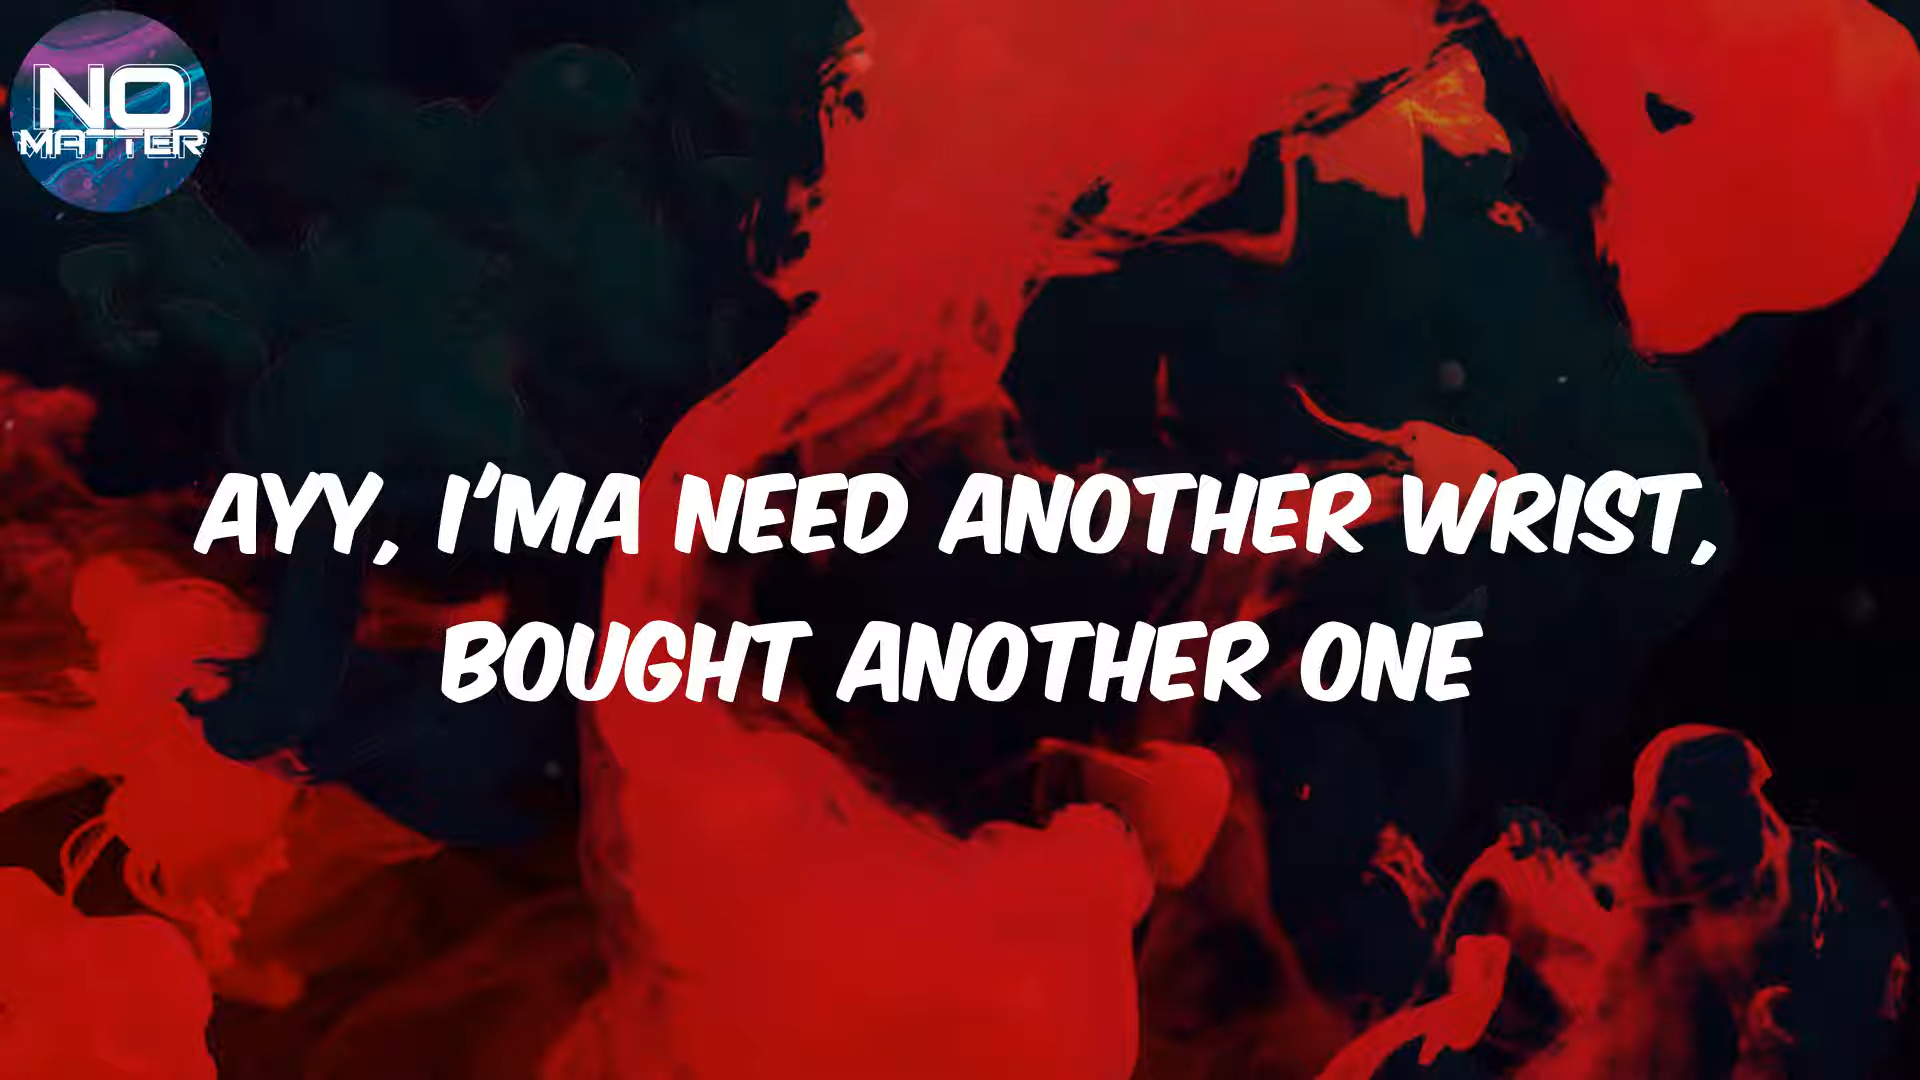 NO
MATTER
AYY, I'MA NEED ANOTHER WRIST,
BOUGHT ANOTHER ONE